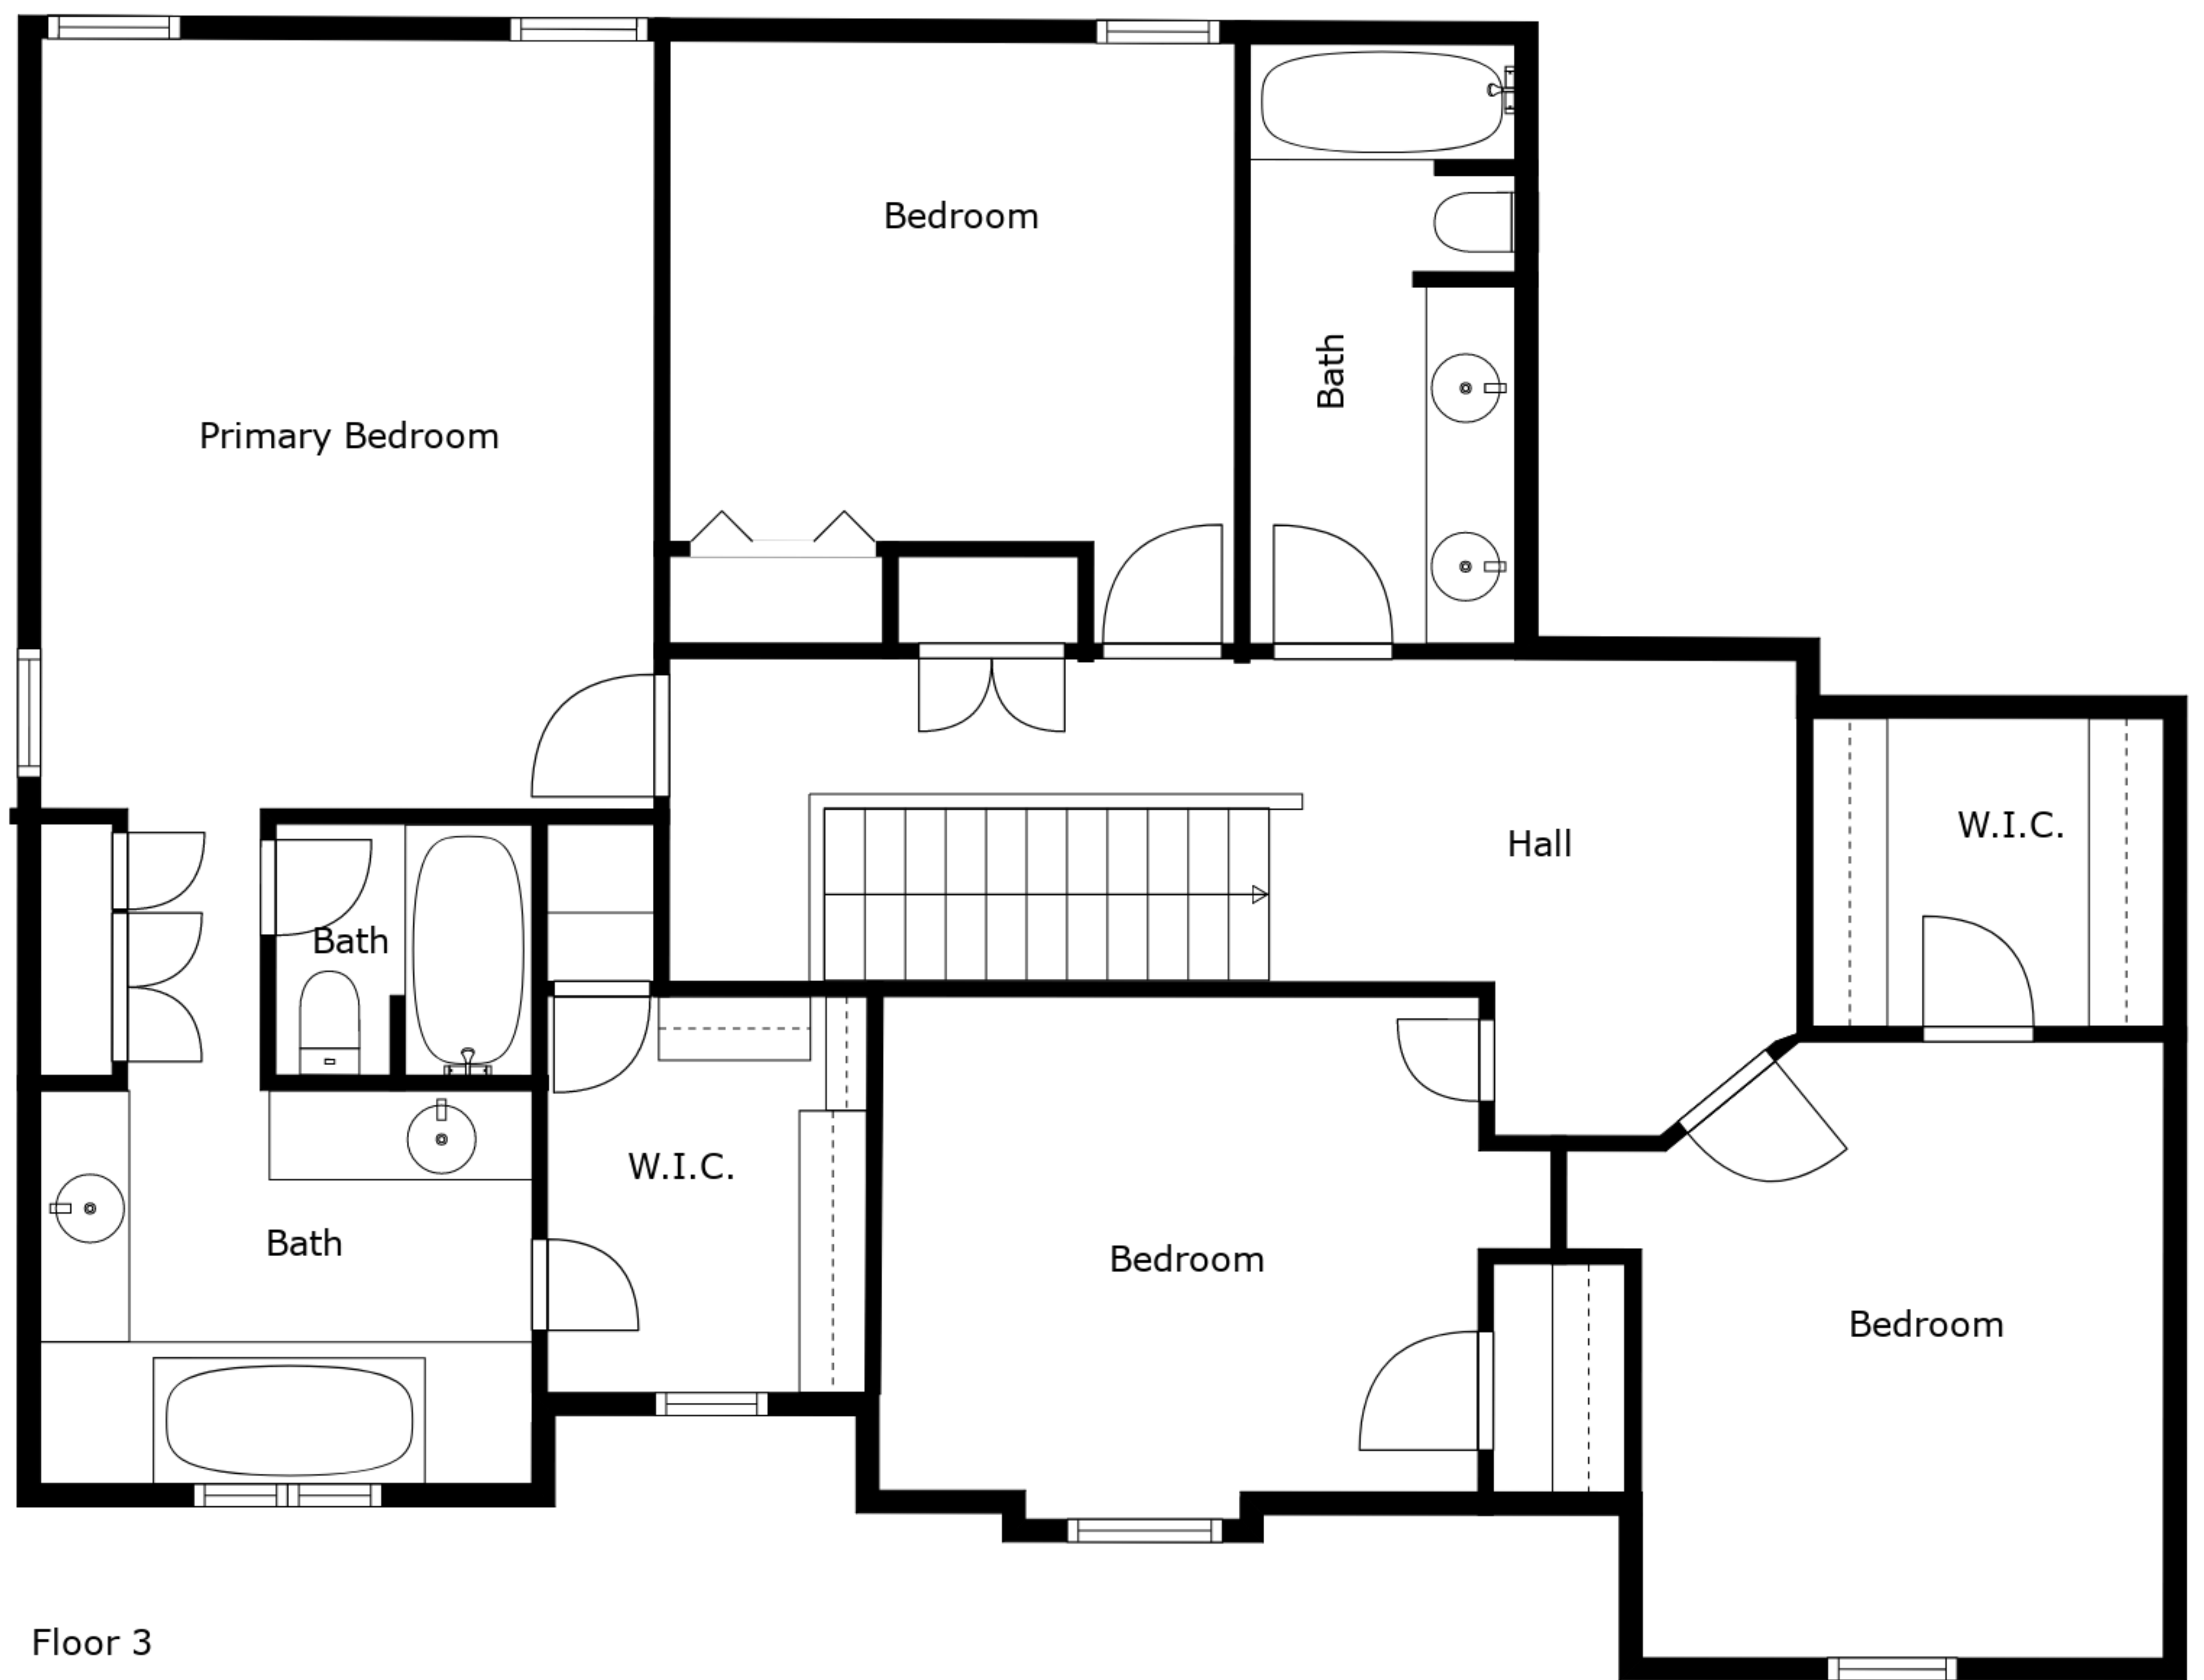 Bedroom
Bath
Primary Bedroom
W.I.C.
Hall
Bath
W.I.C.
Bath
Bedroom
Bedroom
Floor 3